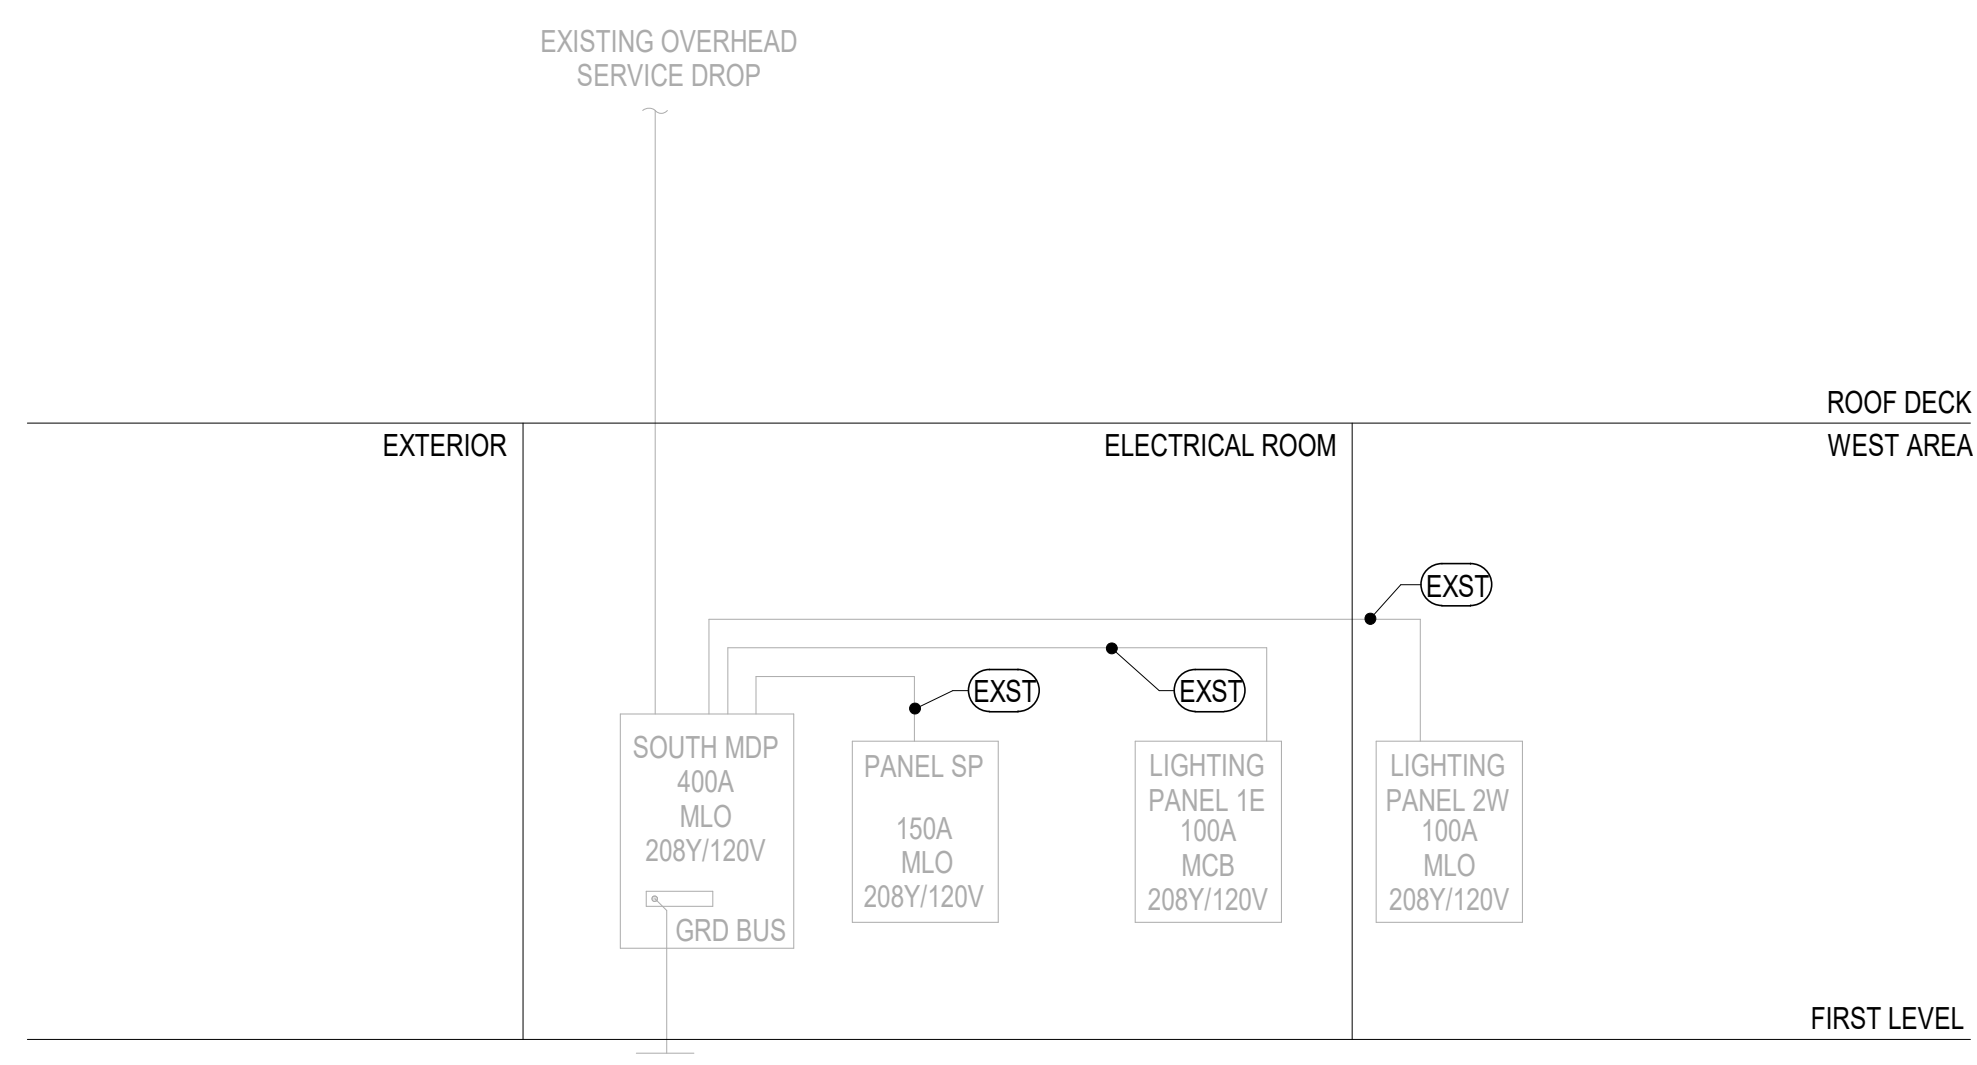 EXISTING OVERHEAD
SERVICE DROP
ROOF DECK
EXTERIOR
ELECTRICAL ROOM
WEST AREA
EXST
EXST
EXST
SOUTH MDP
400A
MLO
208Y/120V
GRD BUS
PANEL SP
150A
MLO
208Y/120V
LIGHTING
PANEL 1E
100A
MCB
208Y/120V
LIGHTING
PANEL 2W
100A
MLO
208Y/120V
FIRST LEVEL